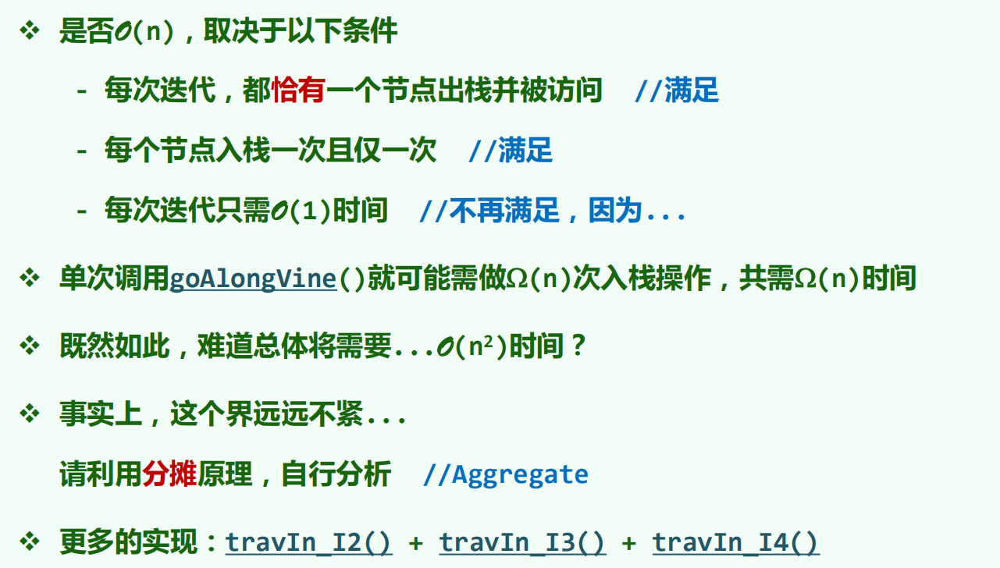 ❖ 是否𝒪(n)，取决于以下条件
- 每次迭代，都恰有一个节点出栈并被访问 //满足
- 每个节点入栈一次且仅一次 //满足
- 每次迭代只需𝒪(1)时间 //不再满足，因为...
❖ 单次调用goAlongVine()就可能需做Ω(n)次入栈操作，共需Ω(n)时间
❖ 既然如此，难道总体将需要...𝒪(n²)时间？
❖ 事实上，这个界远远不紧...
请利用分摊原理，自行分析 //Aggregate
❖ 更多的实现：travIn_I2() + travIn_I3() + travIn_I4()